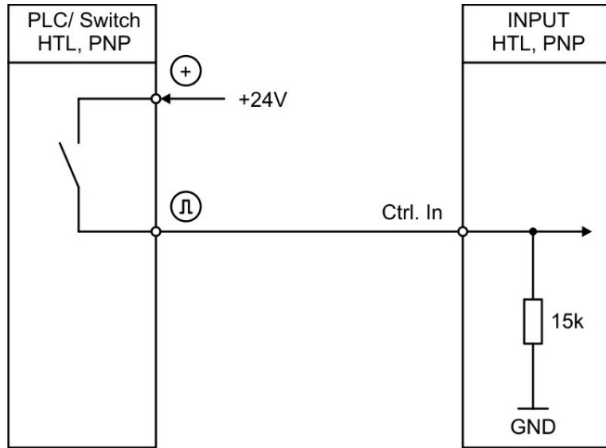 PLC/ Switch
HTL, PNP
INPUT
HTL, PNP
+
+24V
Ctrl. In
15k
GND